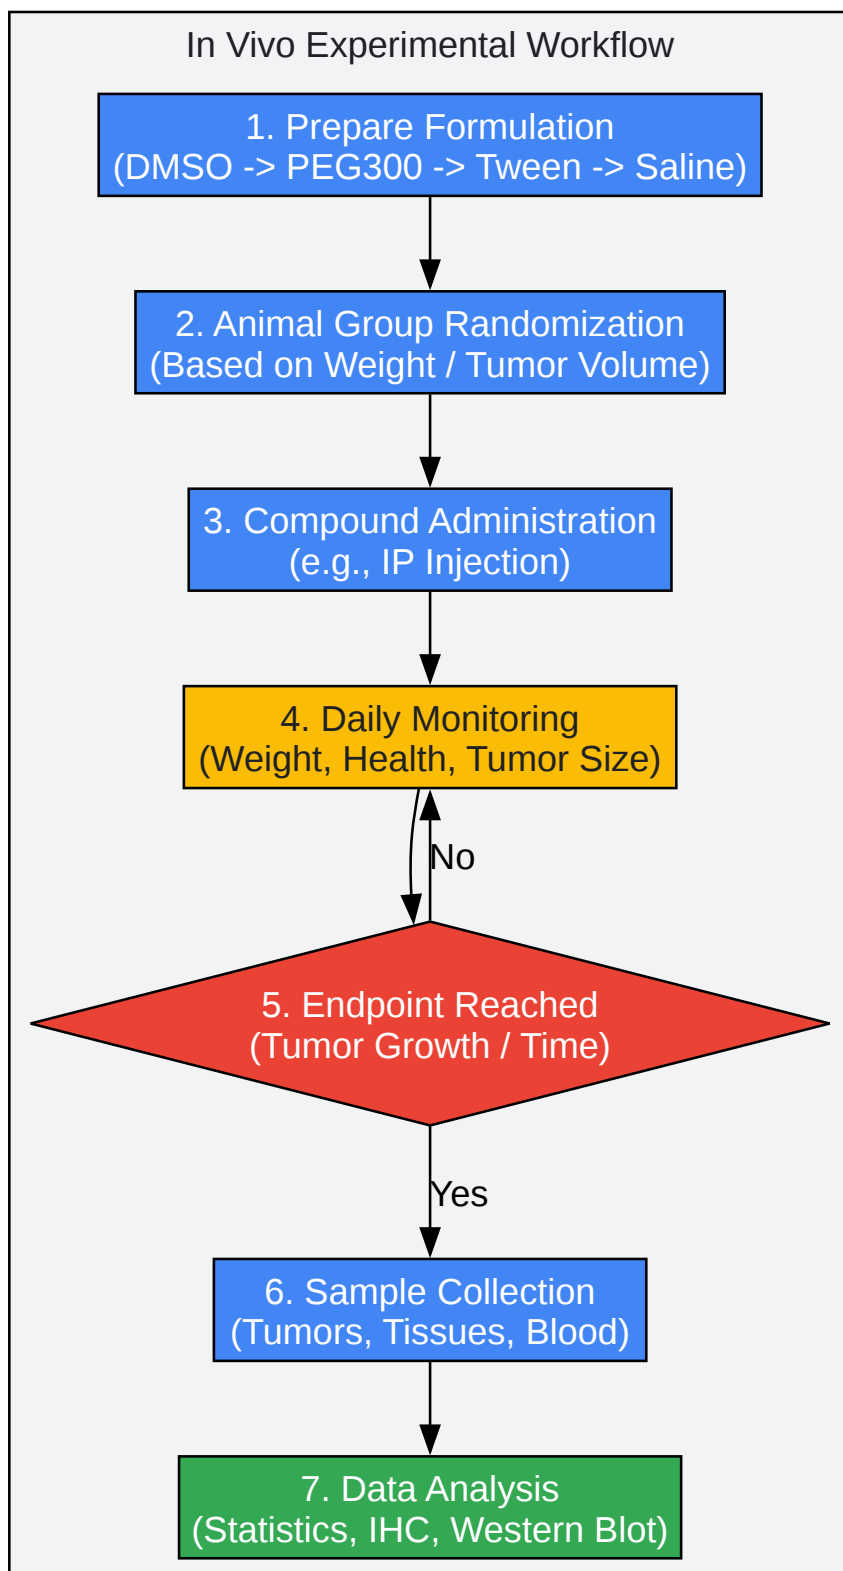 In Vivo Experimental Workflow
1. Prepare Formulation
(DMSO -> PEG300 -> Tween -> Saline)
2. Animal Group Randomization
(Based on Weight / Tumor Volume)
3. Compound Administration
(e.g., IP Injection)
4. Daily Monitoring
(Weight, Health, Tumor Size)
No
5. Endpoint Reached
(Tumor Growth / Time)
Yes
6. Sample Collection
(Tumors, Tissues, Blood)
7. Data Analysis
(Statistics, IHC, Western Blot)